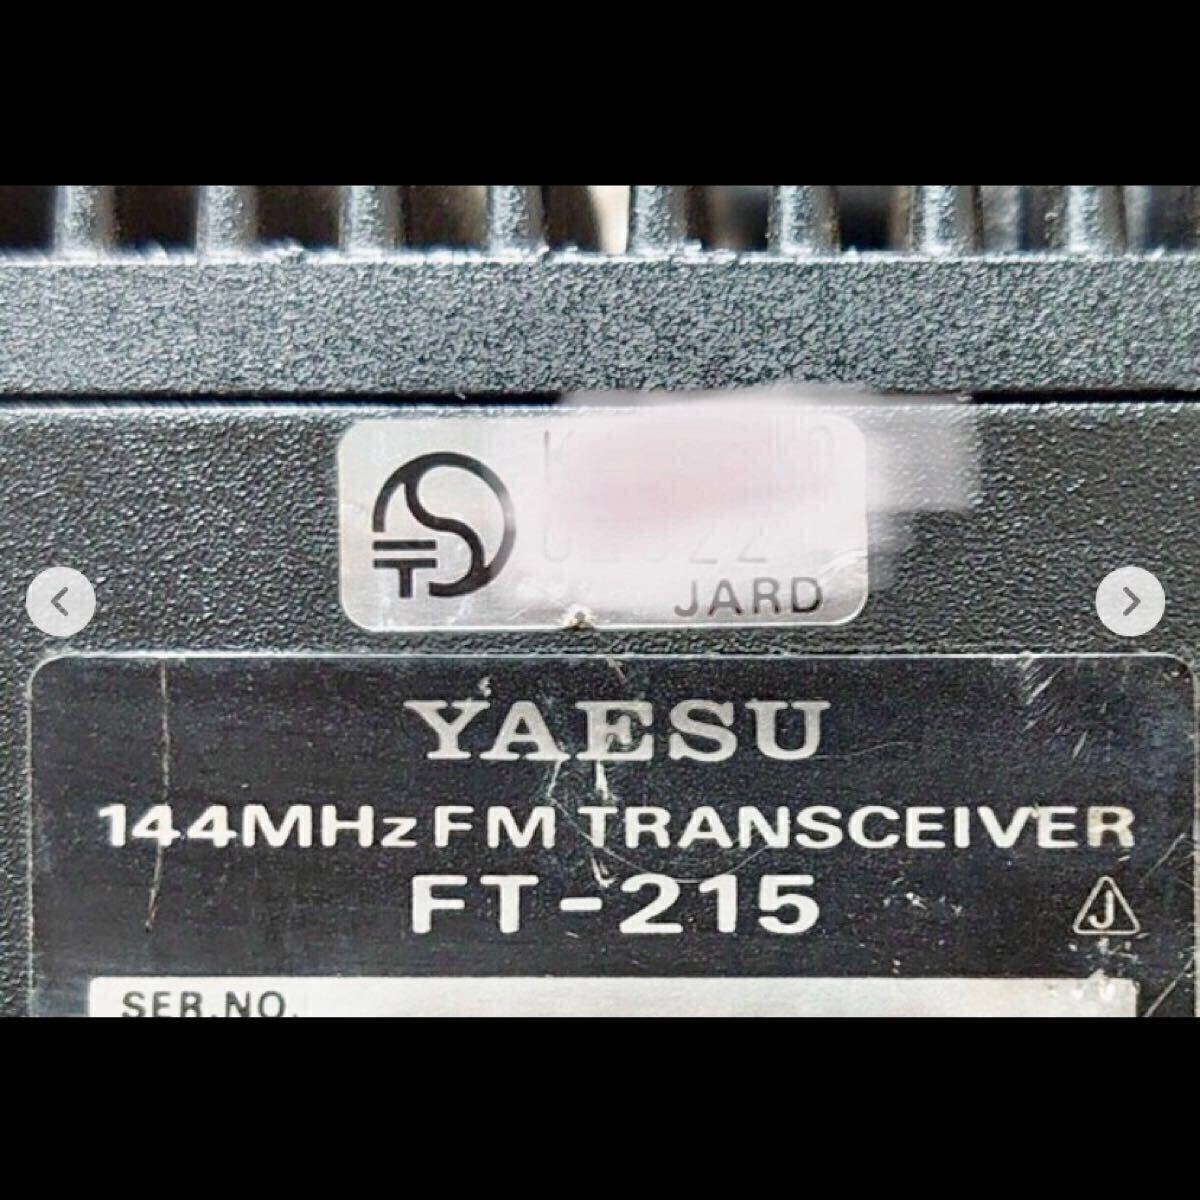 JARD
YAESU
144MHz FM TRANSCEIVER
FT-215
J
SER.NO.